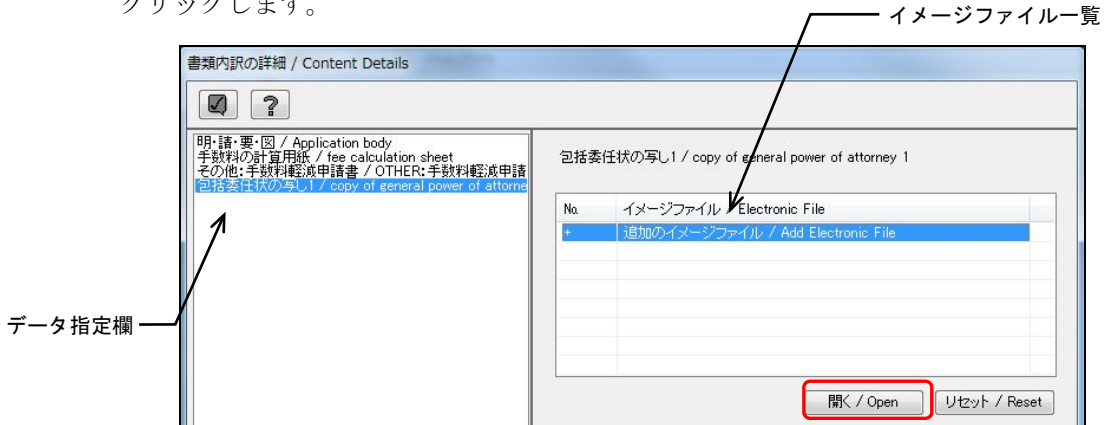 クリックします。
イメージファイル一覧
書類内訳の詳細 / Content Details
明・請・要・図 / Application body
手数料の計算用紙 / fee calculation sheet
その他:手数料軽減申請書 / OTHER:手数料軽減申請
包括委任状の写し1 / copy of general power of attorne
包括委任状の写し1 / copy of general power of attorney 1
No. イメージファイル / Electronic File
+ 追加のイメージファイル / Add Electronic File
データ指定欄
開く / Open リセット / Reset